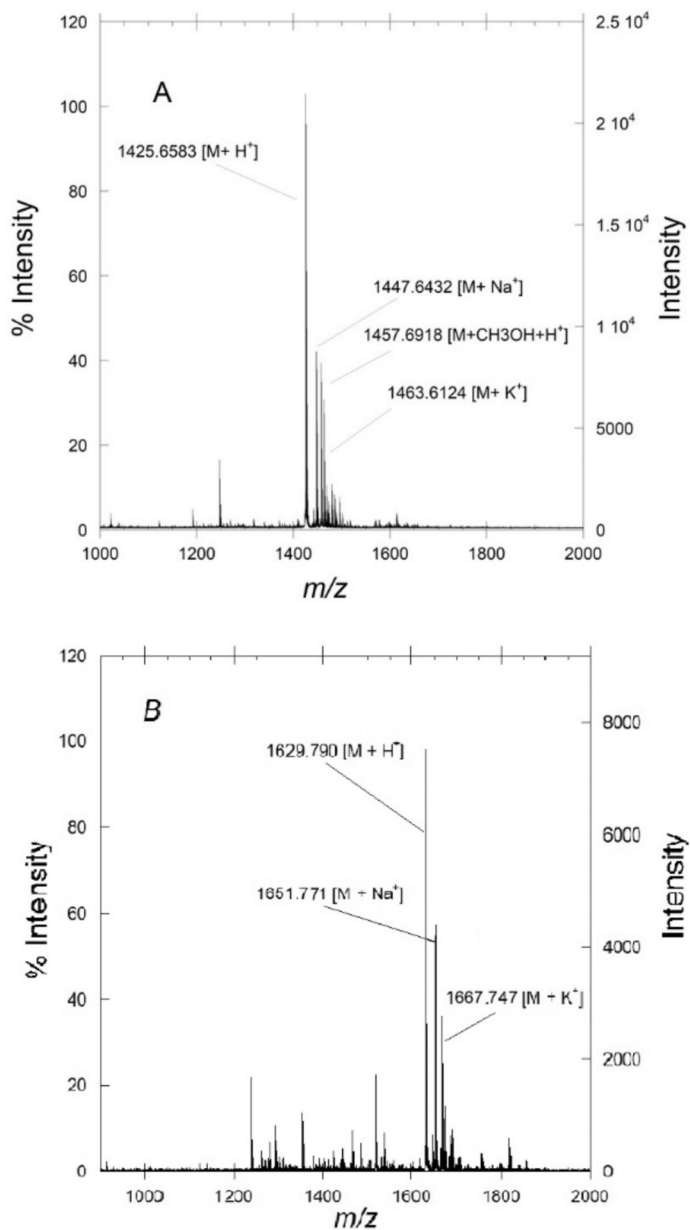 120
2.5 10⁴
A
100
2 10⁴
1425.6583 [M+ H⁺]
80
1.5 10⁴
% Intensity
Intensity
60
1447.6432 [M+ Na⁺]
10⁴
1457.6918 [M+CH3OH+H⁺]
40
1463.6124 [M+ K⁺]
5000
20
0
0
1000
1200
1400
1600
1800
2000
m/z
120
B
8000
100
1629.790 [M + H⁺]
80
6000
% Intensity
Intensity
60
1651.771 [M + Na⁺]
4000
40
1667.747 [M + K⁺]
2000
20
0
0
1000
1200
1400
1600
1800
2000
m/z